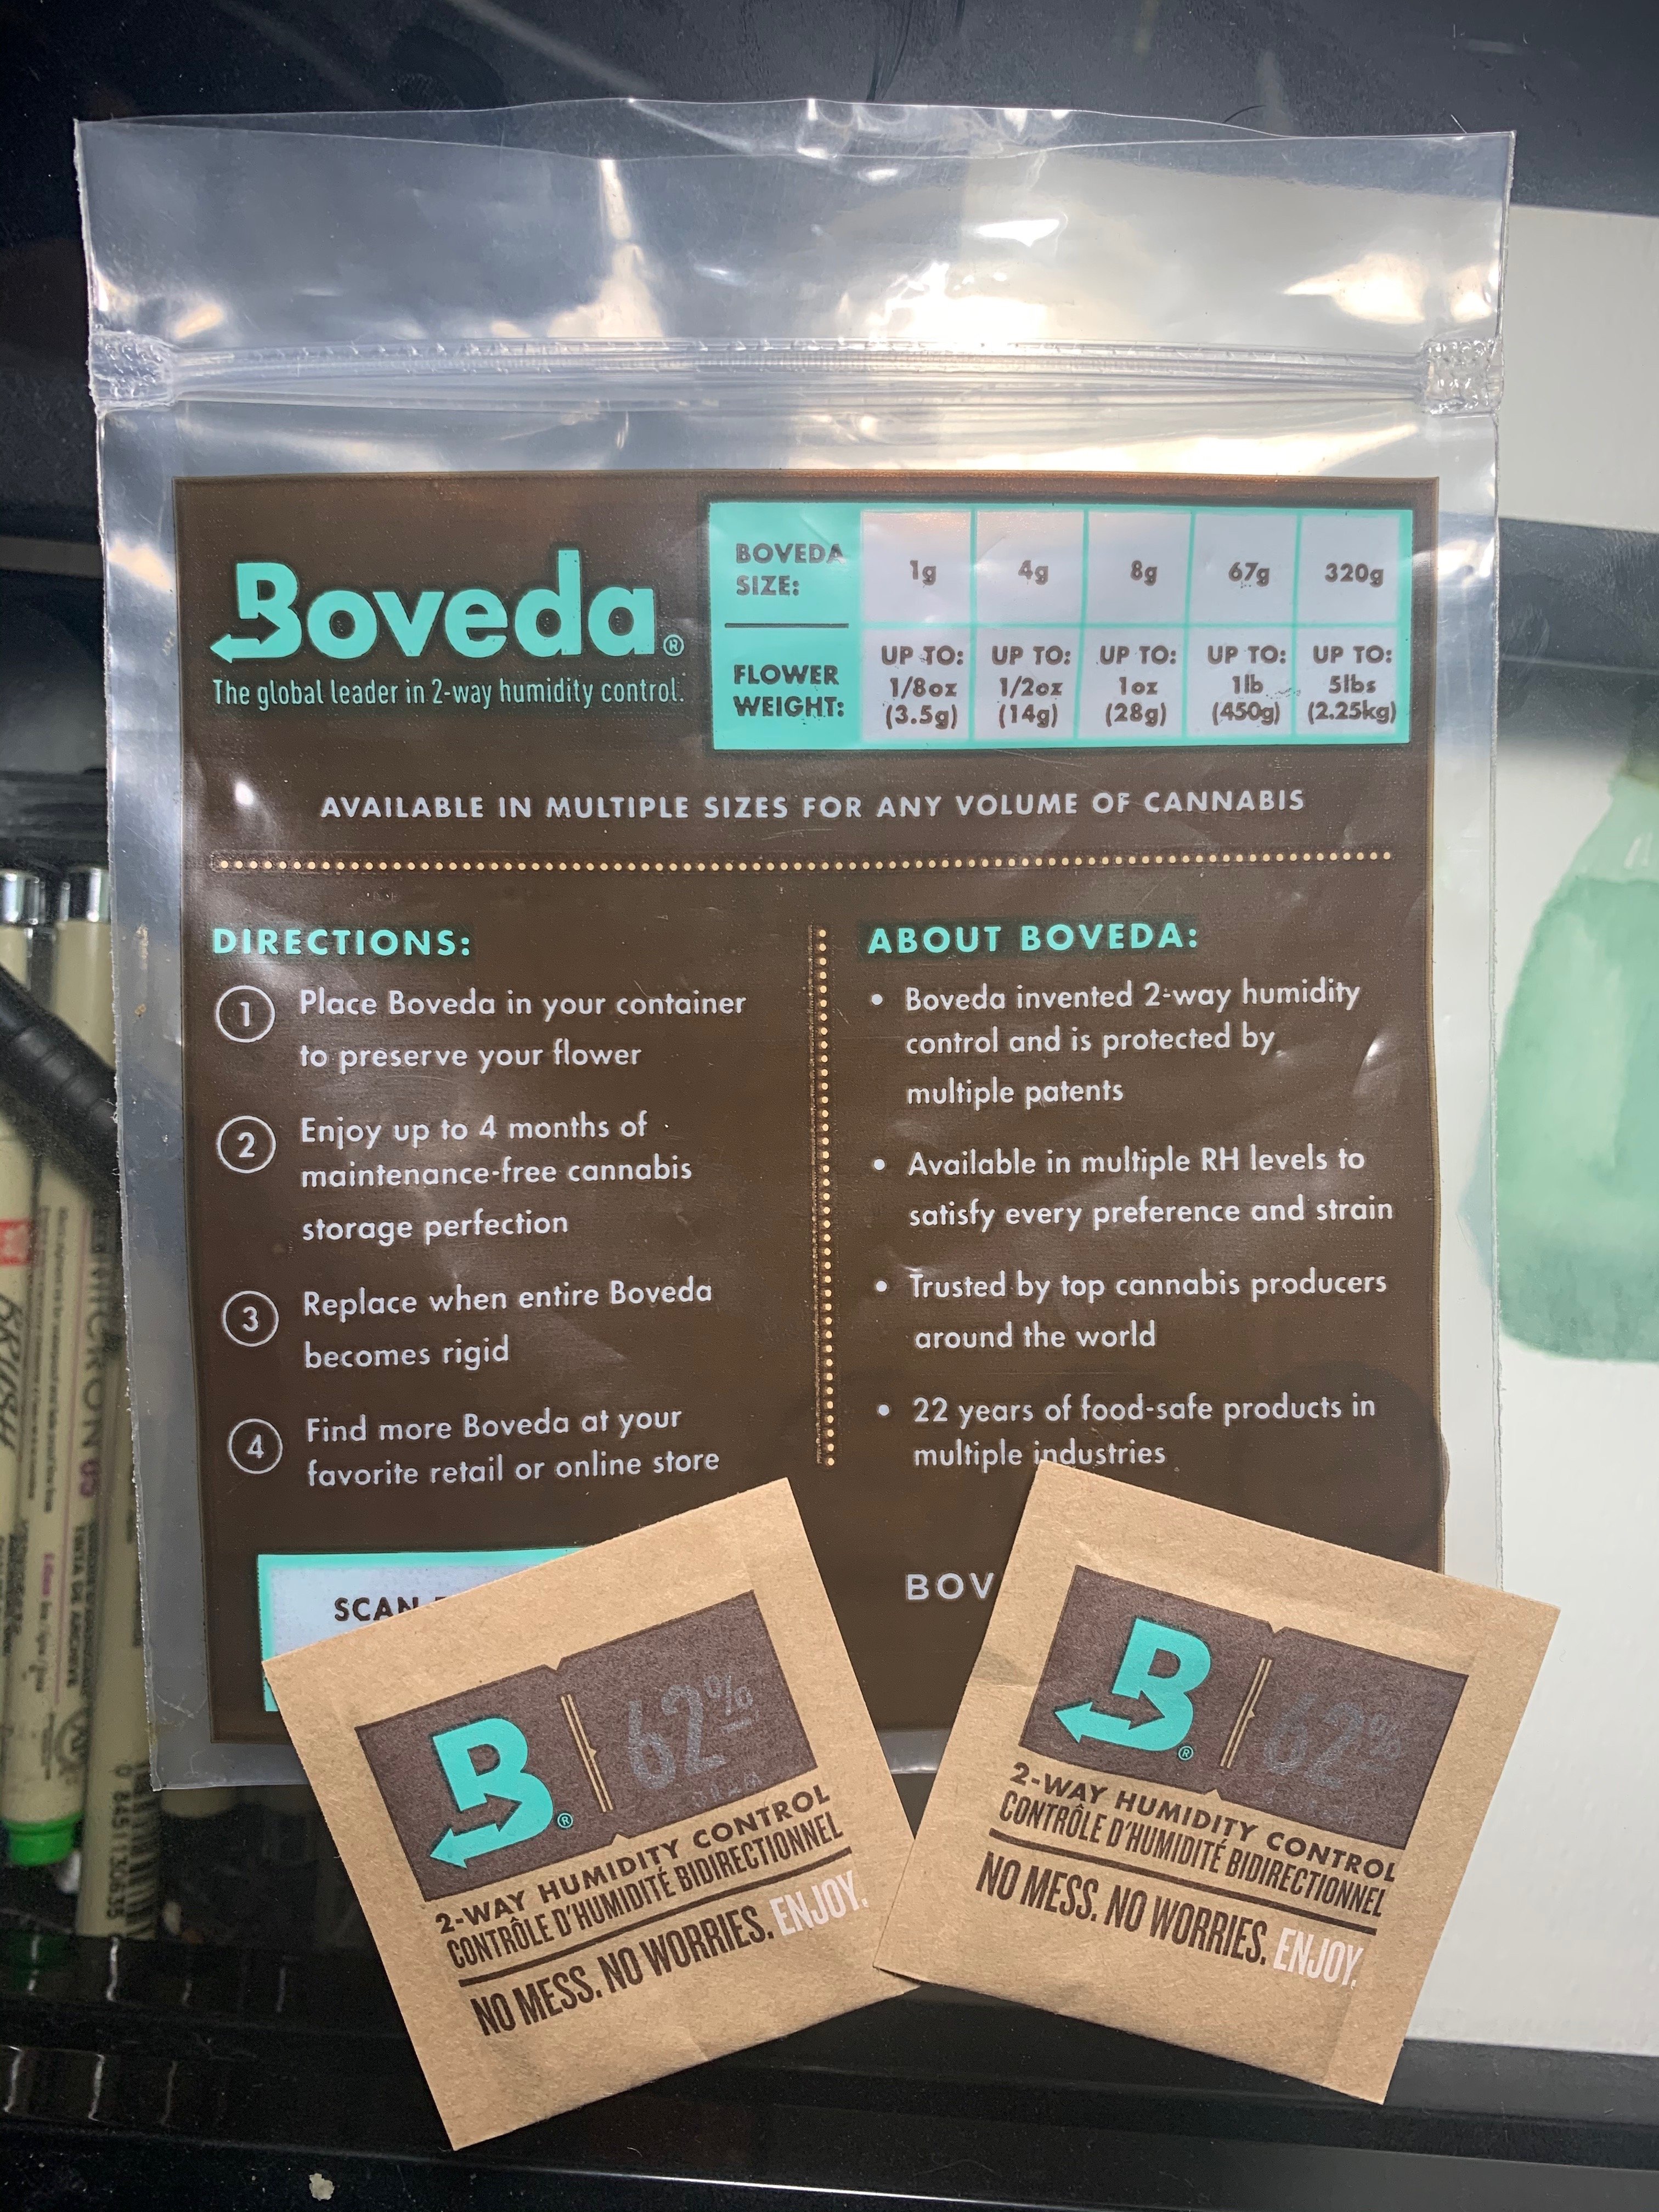 Boveda®
The global leader in 2-way humidity control.
BOVEDA SIZE: 1g 4g 8g 67g 320g
FLOWER WEIGHT: UP TO: 1/8oz (3.5g) UP TO: 1/2oz (14g) UP TO: 1oz (28g) UP TO: 1lb (450g) UP TO: 5lbs (2.25kg)
AVAILABLE IN MULTIPLE SIZES FOR ANY VOLUME OF CANNABIS
DIRECTIONS:
1 Place Boveda in your container
to preserve your flower
2 Enjoy up to 4 months of
maintenance-free cannabis
storage perfection
3 Replace when entire Boveda
becomes rigid
4 Find more Boveda at your
favorite retail or online store
ABOUT BOVEDA:
• Boveda invented 2-way humidity
control and is protected by
multiple patents
• Available in multiple RH levels to
satisfy every preference and strain
• Trusted by top cannabis producers
around the world
• 22 years of food-safe products in
multiple industries
SCAN
BOV
B® 62%
2-WAY HUMIDITY CONTROL
CONTRÔLE D'HUMIDITÉ BIDIRECTIONNEL
NO MESS. NO WORRIES. ENJOY.
B® 62%
2-WAY HUMIDITY CONTROL
CONTRÔLE D'HUMIDITÉ BIDIRECTIONNEL
NO MESS. NO WORRIES. ENJOY.
BRUSH
MICRON 05